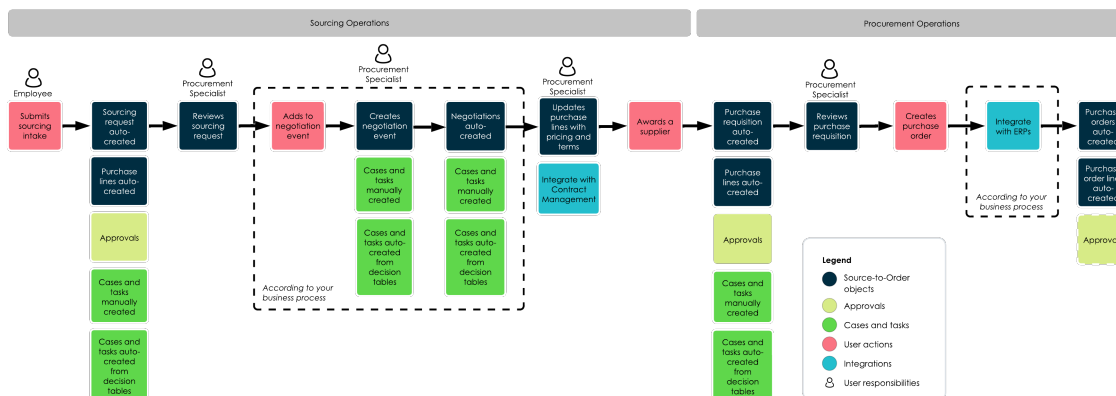 Sourcing Operations
Procurement Operations
Employee
Submits
sourcing
intake
Sourcing
request
auto-
created
Purchase
lines auto-
created
Approvals
Cases and
tasks
manually
created
Cases and
tasks auto-
created
from
decision
tables
Procurement
Specialist
Reviews
sourcing
request
Adds to
negotiation
event
According to your
business process
Procurement
Specialist
Creates
negotiation
event
Cases and
tasks
manually
created
Cases and
tasks auto-
created
from
decision
tables
Negotiations
auto-
created
Cases and
tasks
manually
created
Cases and
tasks auto-
created
from
decision
tables
Procurement
Specialist
Updates
purchase
lines with
pricing and
terms
Integrate with
Contract
Management
Awards a
supplier
Purchase
requisition
auto-
created
Purchase
lines auto-
created
Approvals
Cases and
tasks
manually
created
Cases and
tasks auto-
created
from
decision
tables
Procurement
Specialist
Reviews
purchase
requisition
Creates
purchase
order
Integrate
with ERPs
According to your
business process
Purchase
orders
auto-
created
Purchase
order line
auto-
created
Approval
Legend
Source-to-Order
objects
Approvals
Cases and tasks
User actions
Integrations
User responsibilities